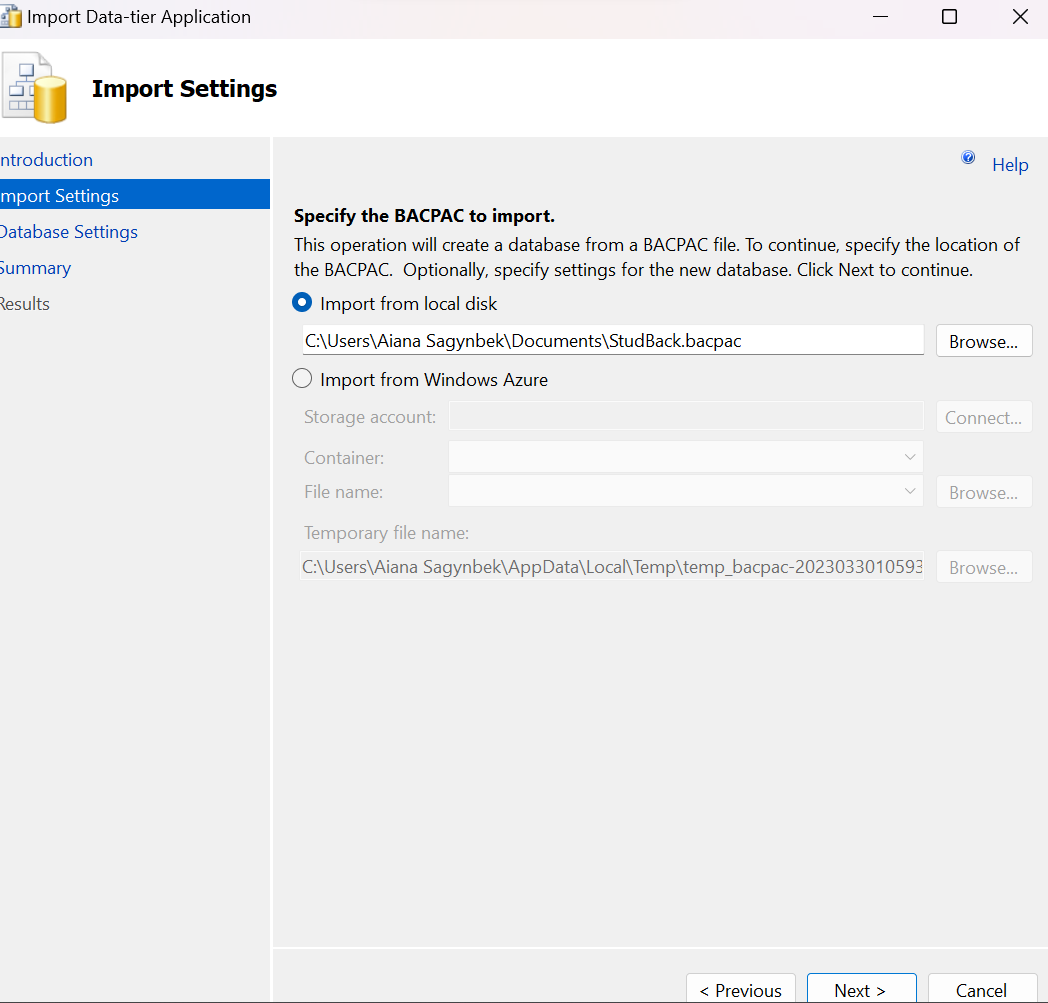 Import Data-tier Application
Import Settings
ntroduction
mport Settings
Database Settings
Summary
Results
Help
Specify the BACPAC to import.
This operation will create a database from a BACPAC file. To continue, specify the location of
the BACPAC.  Optionally, specify settings for the new database. Click Next to continue.
Import from local disk
C:\Users\Aiana Sagynbek\Documents\StudBack.bacpac
Browse...
Import from Windows Azure
Storage account:
Connect...
Container:
File name:
Browse...
Temporary file name:
C:\Users\Aiana Sagynbek\AppData\Local\Temp\temp_bacpac-2023033010593
Browse...
< Previous
Next >
Cancel